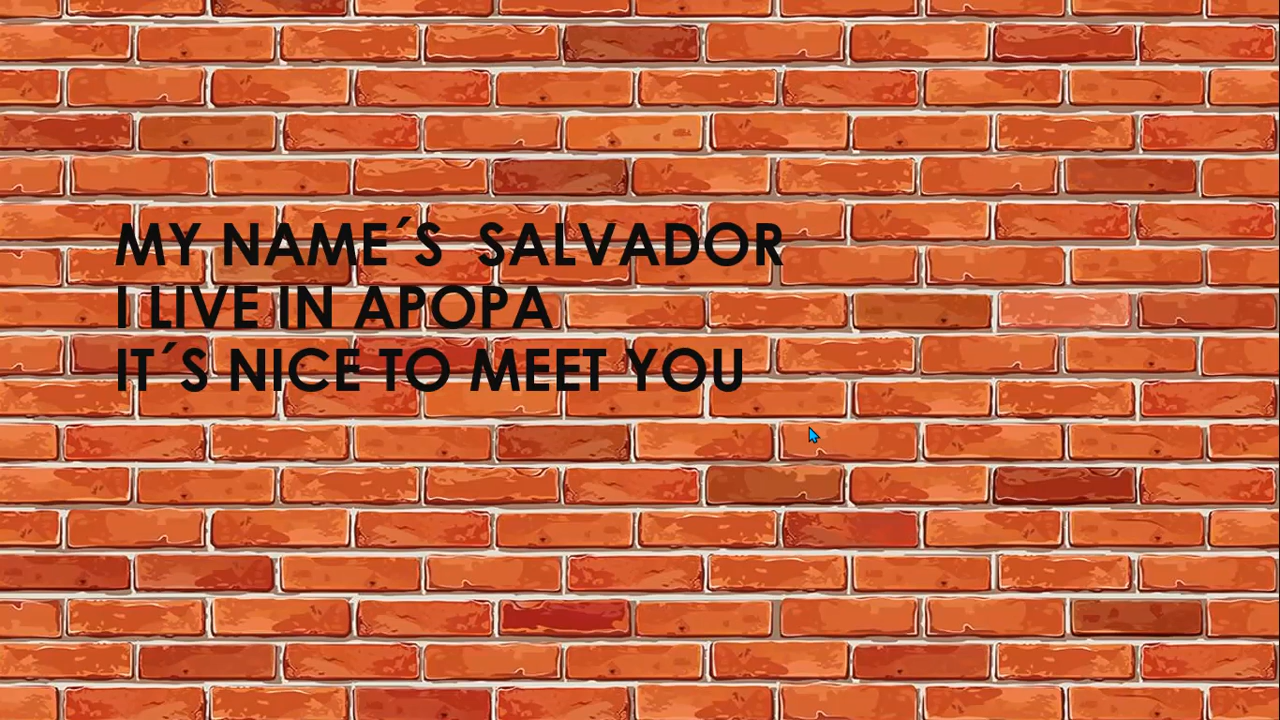 MY NAME´S  SALVADOR
I LIVE IN APOPA
IT´S NICE TO MEET YOU